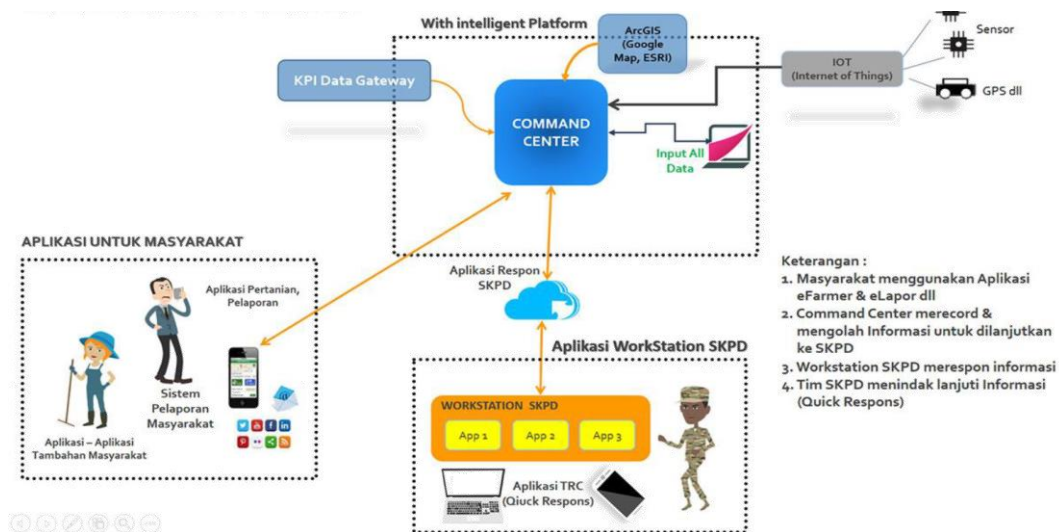 With intelligent Platform
ArcGIS
(Google
Map, ESRI)
KPI Data Gateway
COMMAND
CENTER
Input All
Data
IOT
(Internet of Things)
Sensor
GPS dll
APLIKASI UNTUK MASYARAKAT
Aplikasi Pertanian,
Pelaporan
Sistem
Pelaporan
Masyarakat
Aplikasi – Aplikasi
Tambahan Masyarakat
Aplikasi Respon
SKPD
Aplikasi WorkStation SKPD
WORKSTATION SKPD
App 1
App 2
App 3
Aplikasi TRC
(Qiuck Respons)
Keterangan :
1. Masyarakat menggunakan Aplikasi
eFarmer & eLapor dll
2. Command Center merecord &
mengolah Informasi untuk dilanjutkan
ke SKPD
3. Workstation SKPD merespon informasi
4. Tim SKPD menindak lanjuti Informasi
(Quick Respons)